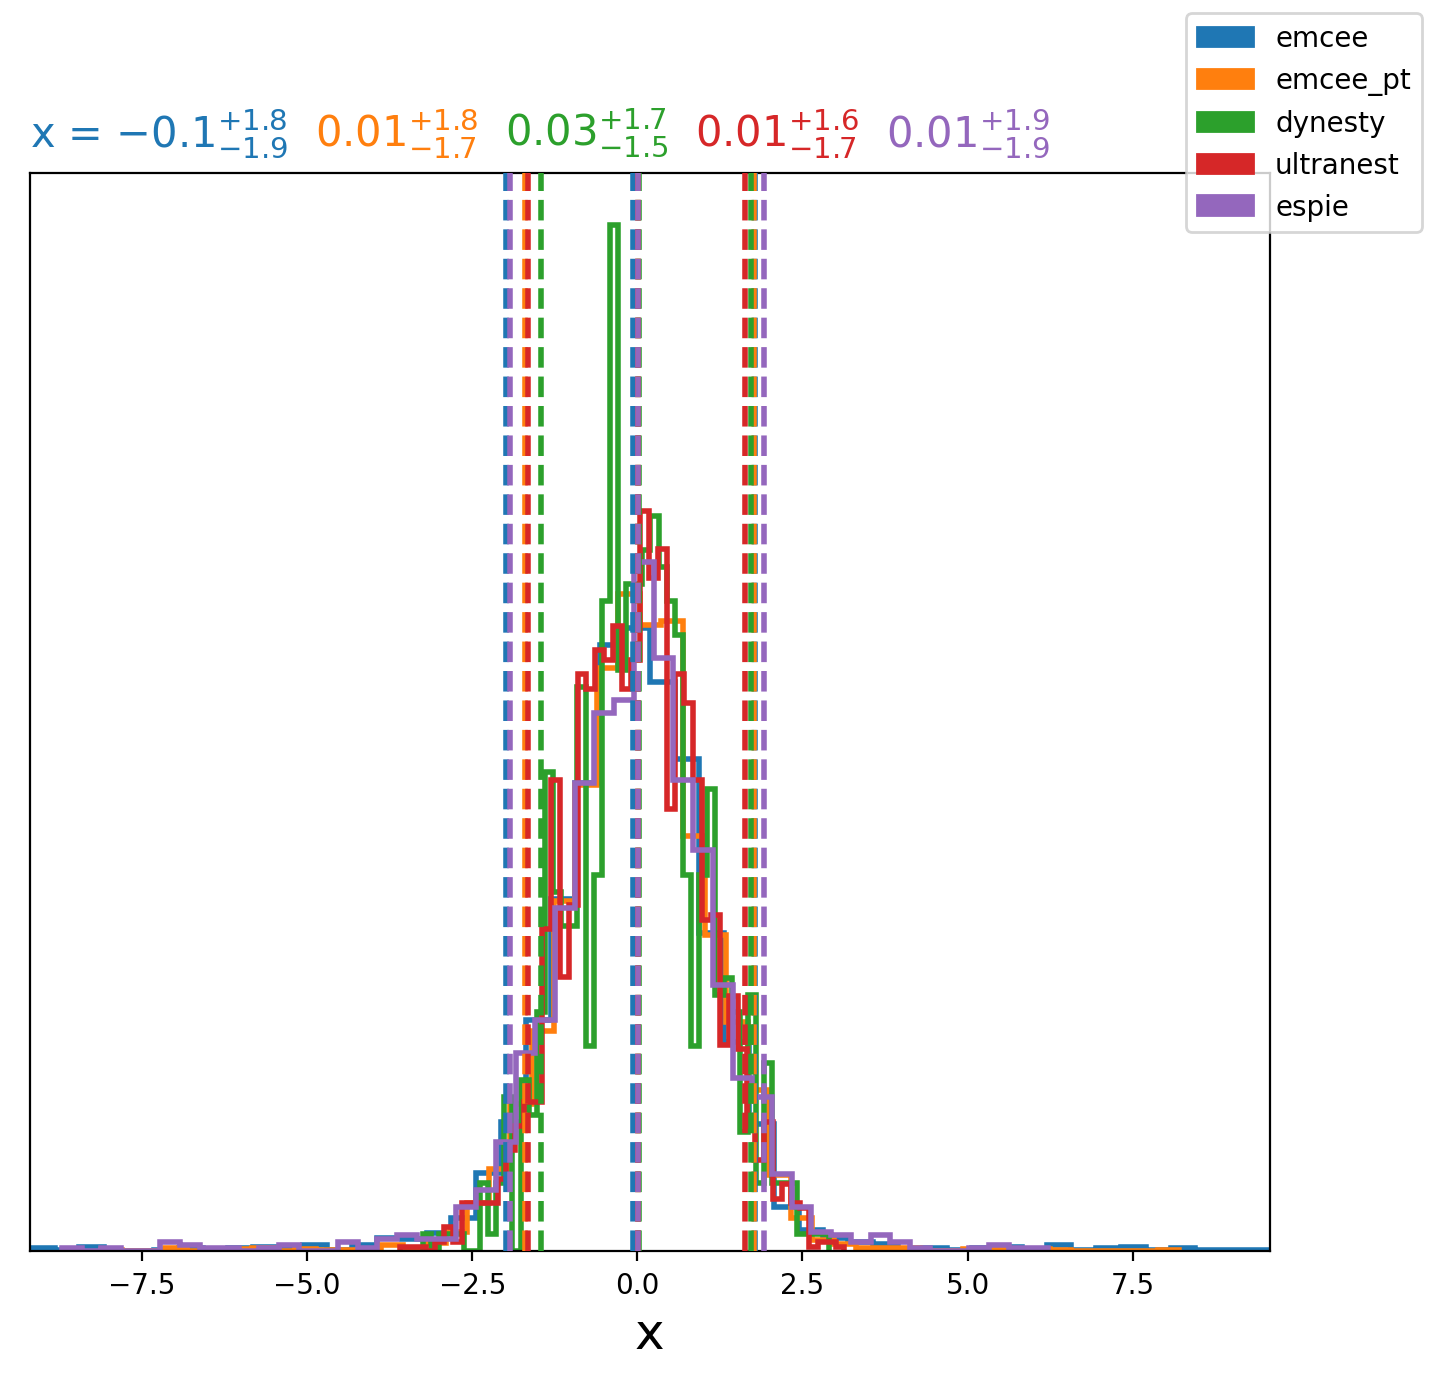 emcee
emcee_pt
dynesty
ultranest
espie
x = −0.1+1.8−1.9 0.01+1.8−1.7 0.03+1.7−1.5 0.01+1.6−1.7 0.01+1.9−1.9
−7.5 −5.0 −2.5 0.0 2.5 5.0 7.5
x